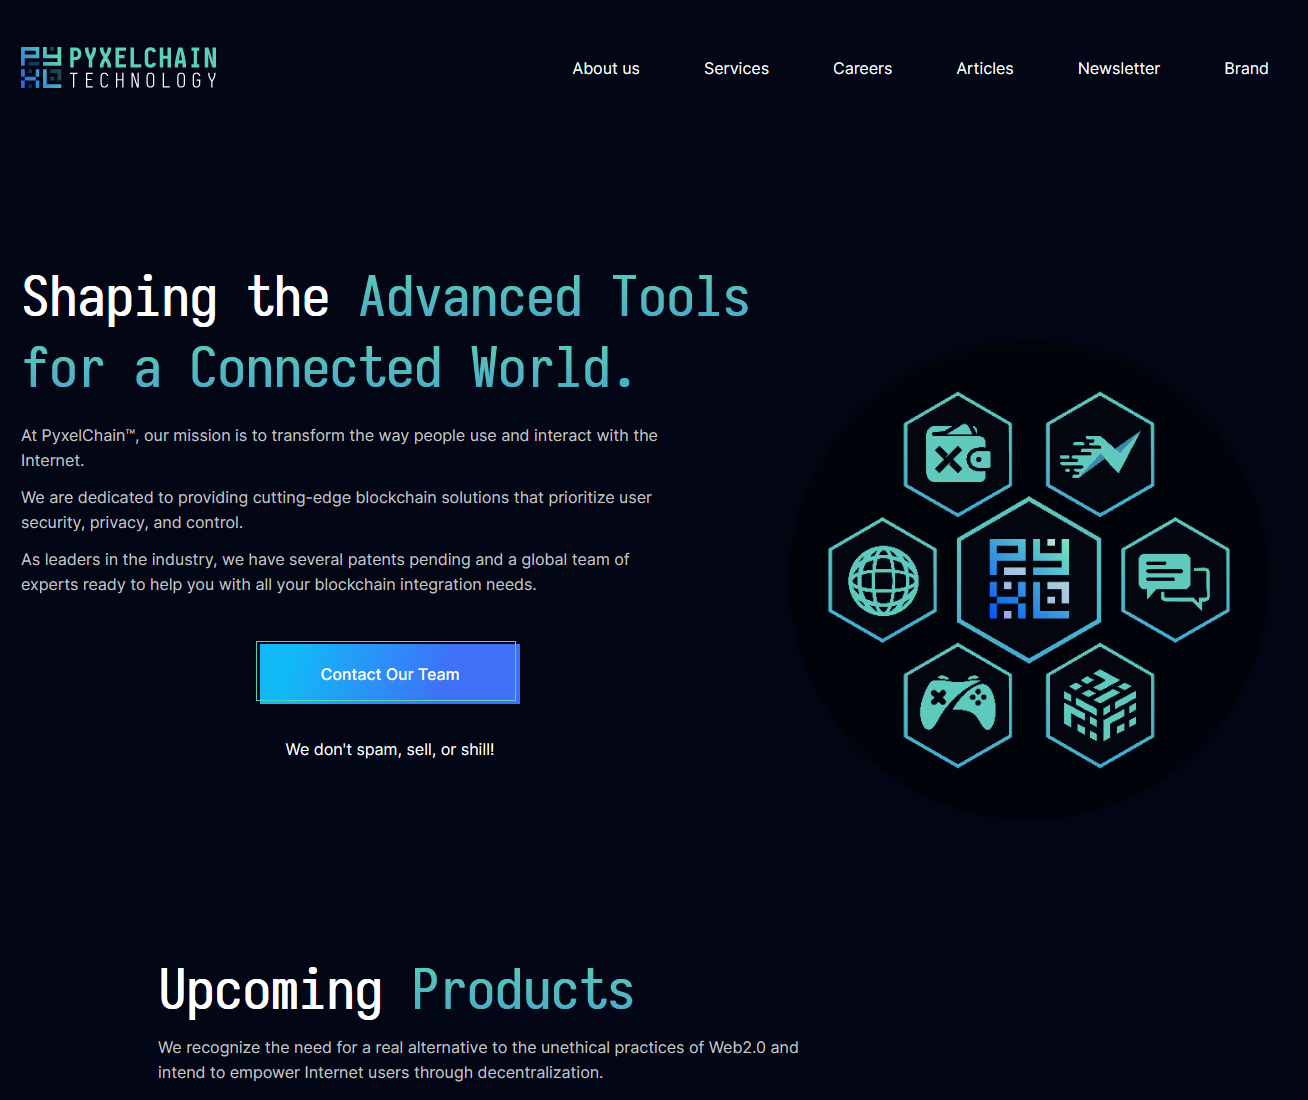 PYXELCHAIN
TECHNOLOGY
About us Services Careers Articles Newsletter Brand
Shaping the Advanced Tools
for a Connected World.
At PyxelChain™, our mission is to transform the way people use and interact with the
Internet.
We are dedicated to providing cutting-edge blockchain solutions that prioritize user
security, privacy, and control.
As leaders in the industry, we have several patents pending and a global team of
experts ready to help you with all your blockchain integration needs.
Contact Our Team
We don't spam, sell, or shill!
Upcoming Products
We recognize the need for a real alternative to the unethical practices of Web2.0 and
intend to empower Internet users through decentralization.